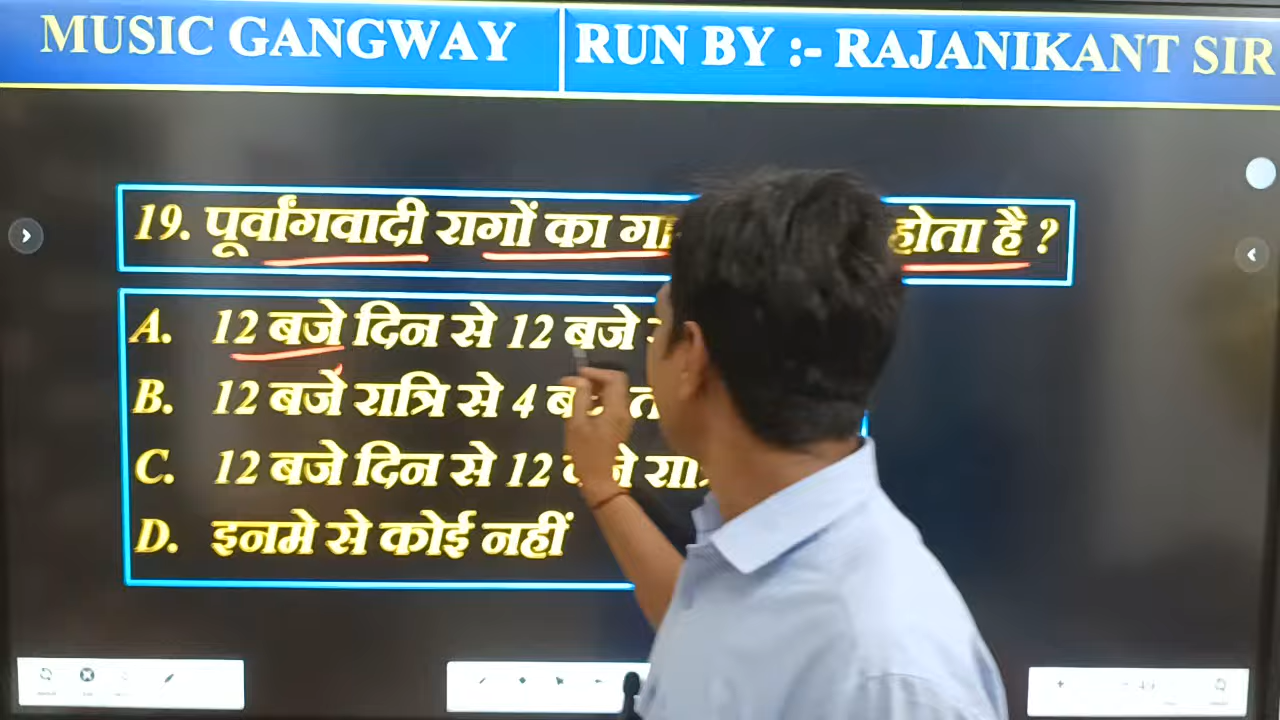 MUSIC GANGWAY RUN BY :- RAJANIKANT SIR
19. पूर्वांगवादी रागों का होता है ?
A. 12 बजे दिन से 12 बजे
B. 12 बजे रात्रि से 4
C. 12 बजे दिन से 12
D. इनमे से कोई नहीं